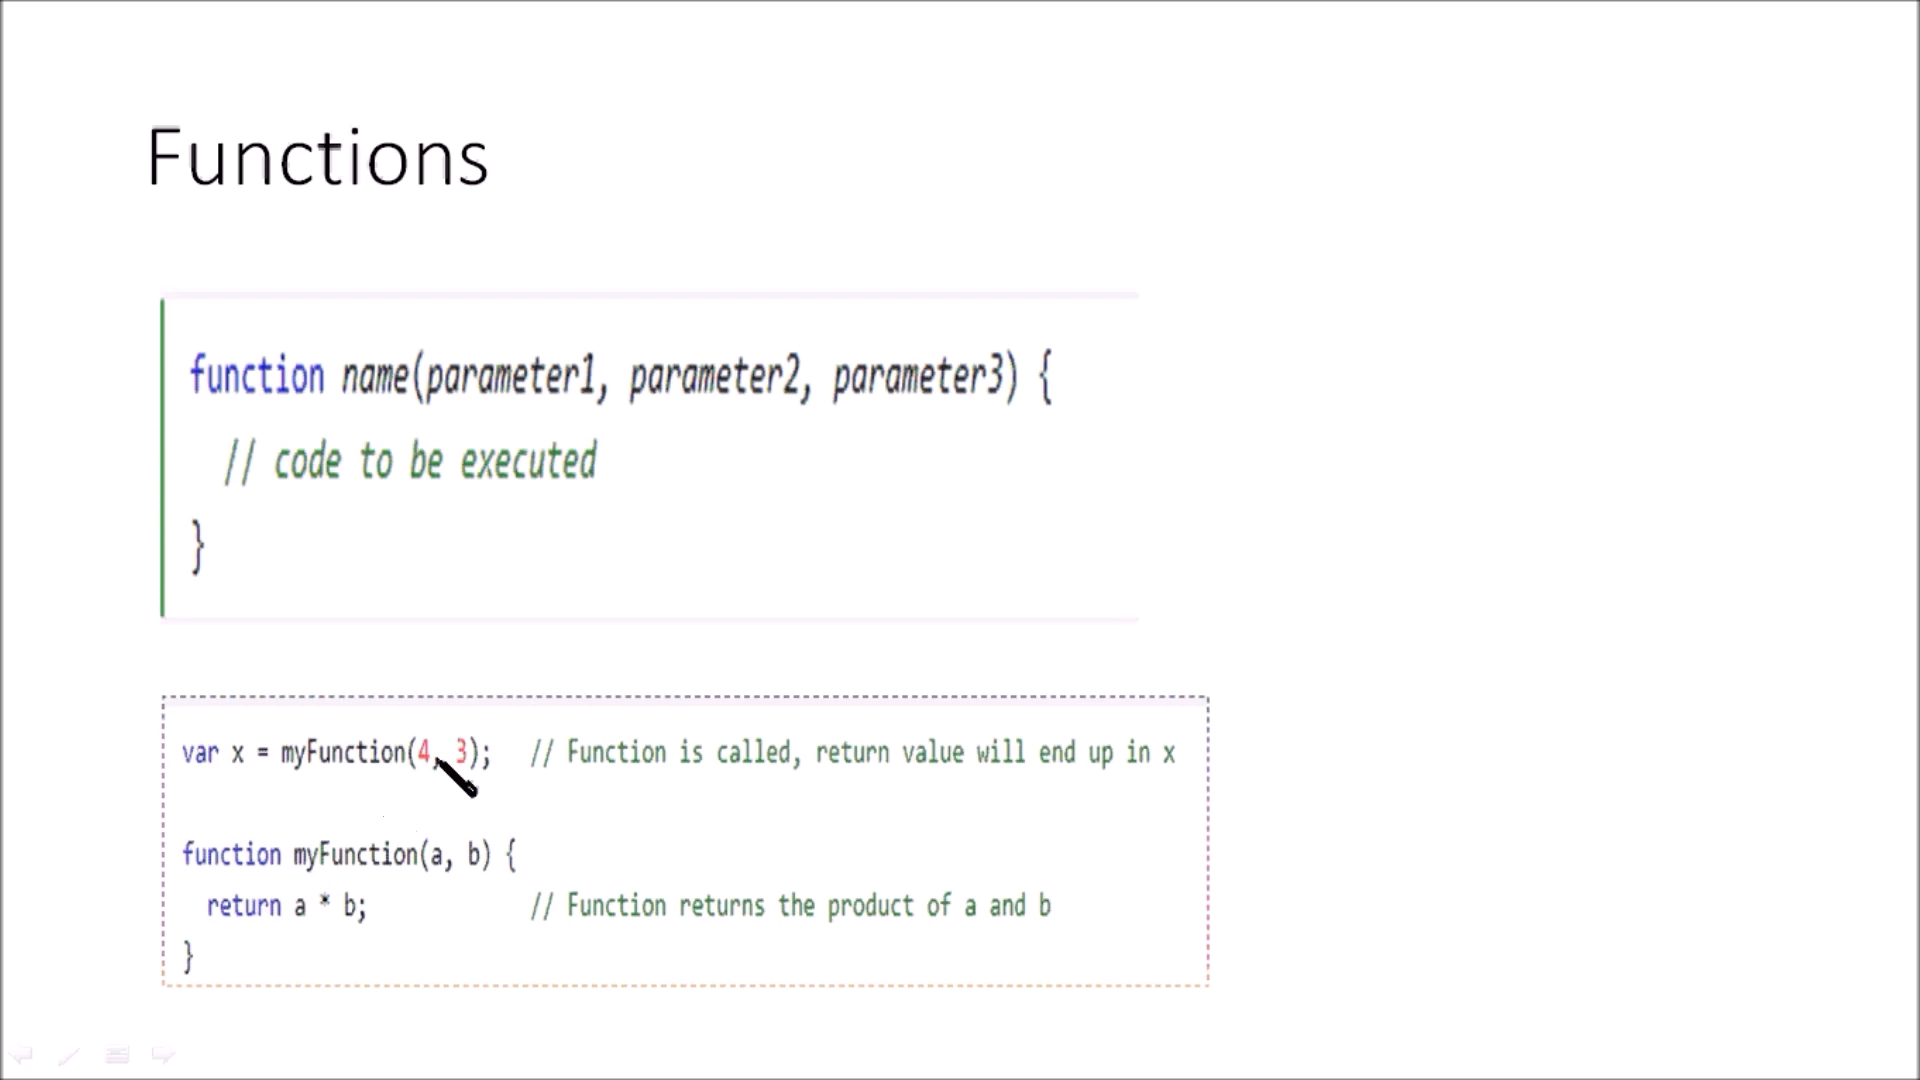 Functions
function name(parameter1, parameter2, parameter3) {
// code to be executed
}
var x = myFunction(4, 3); // Function is called, return value will end up in x
function myFunction(a, b) {
return a * b; // Function returns the product of a and b
}